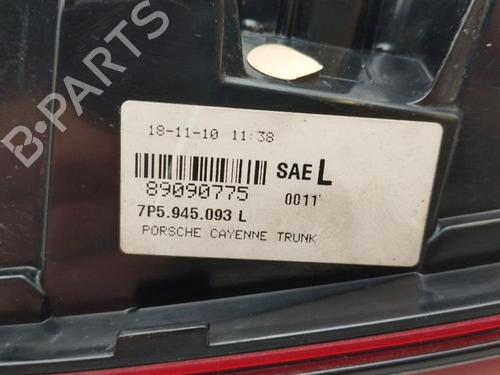 B-PARTS
18-11-10 11:38
SAE L
89090775
0011
7P5.945.093 L
PORSCHE CAYENNE TRUNK